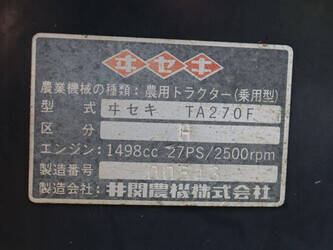 ヰセキ
農業機械の種類：農用トラクター(乗用型)
型式 ヰセキ TA270F
区分 H
エンジン：1498cc 27PS/2500rpm
製造番号
製造会社：井関農機株式会社